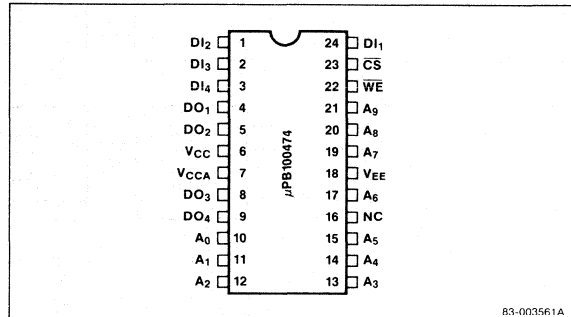 DI₂ 1 24 DI₁
DI₃ 2 23 C̅S̅
DI₄ 3 22 W̅E̅
DO₁ 4 21 A₉
DO₂ 5 20 A₈
VCC 6 19 A₇
VCCA 7 18 VEE
DO₃ 8 17 A₆
DO₄ 9 16 NC
A₀ 10 15 A₅
A₁ 11 14 A₄
A₂ 12 13 A₃
μPB100474
83-003561A